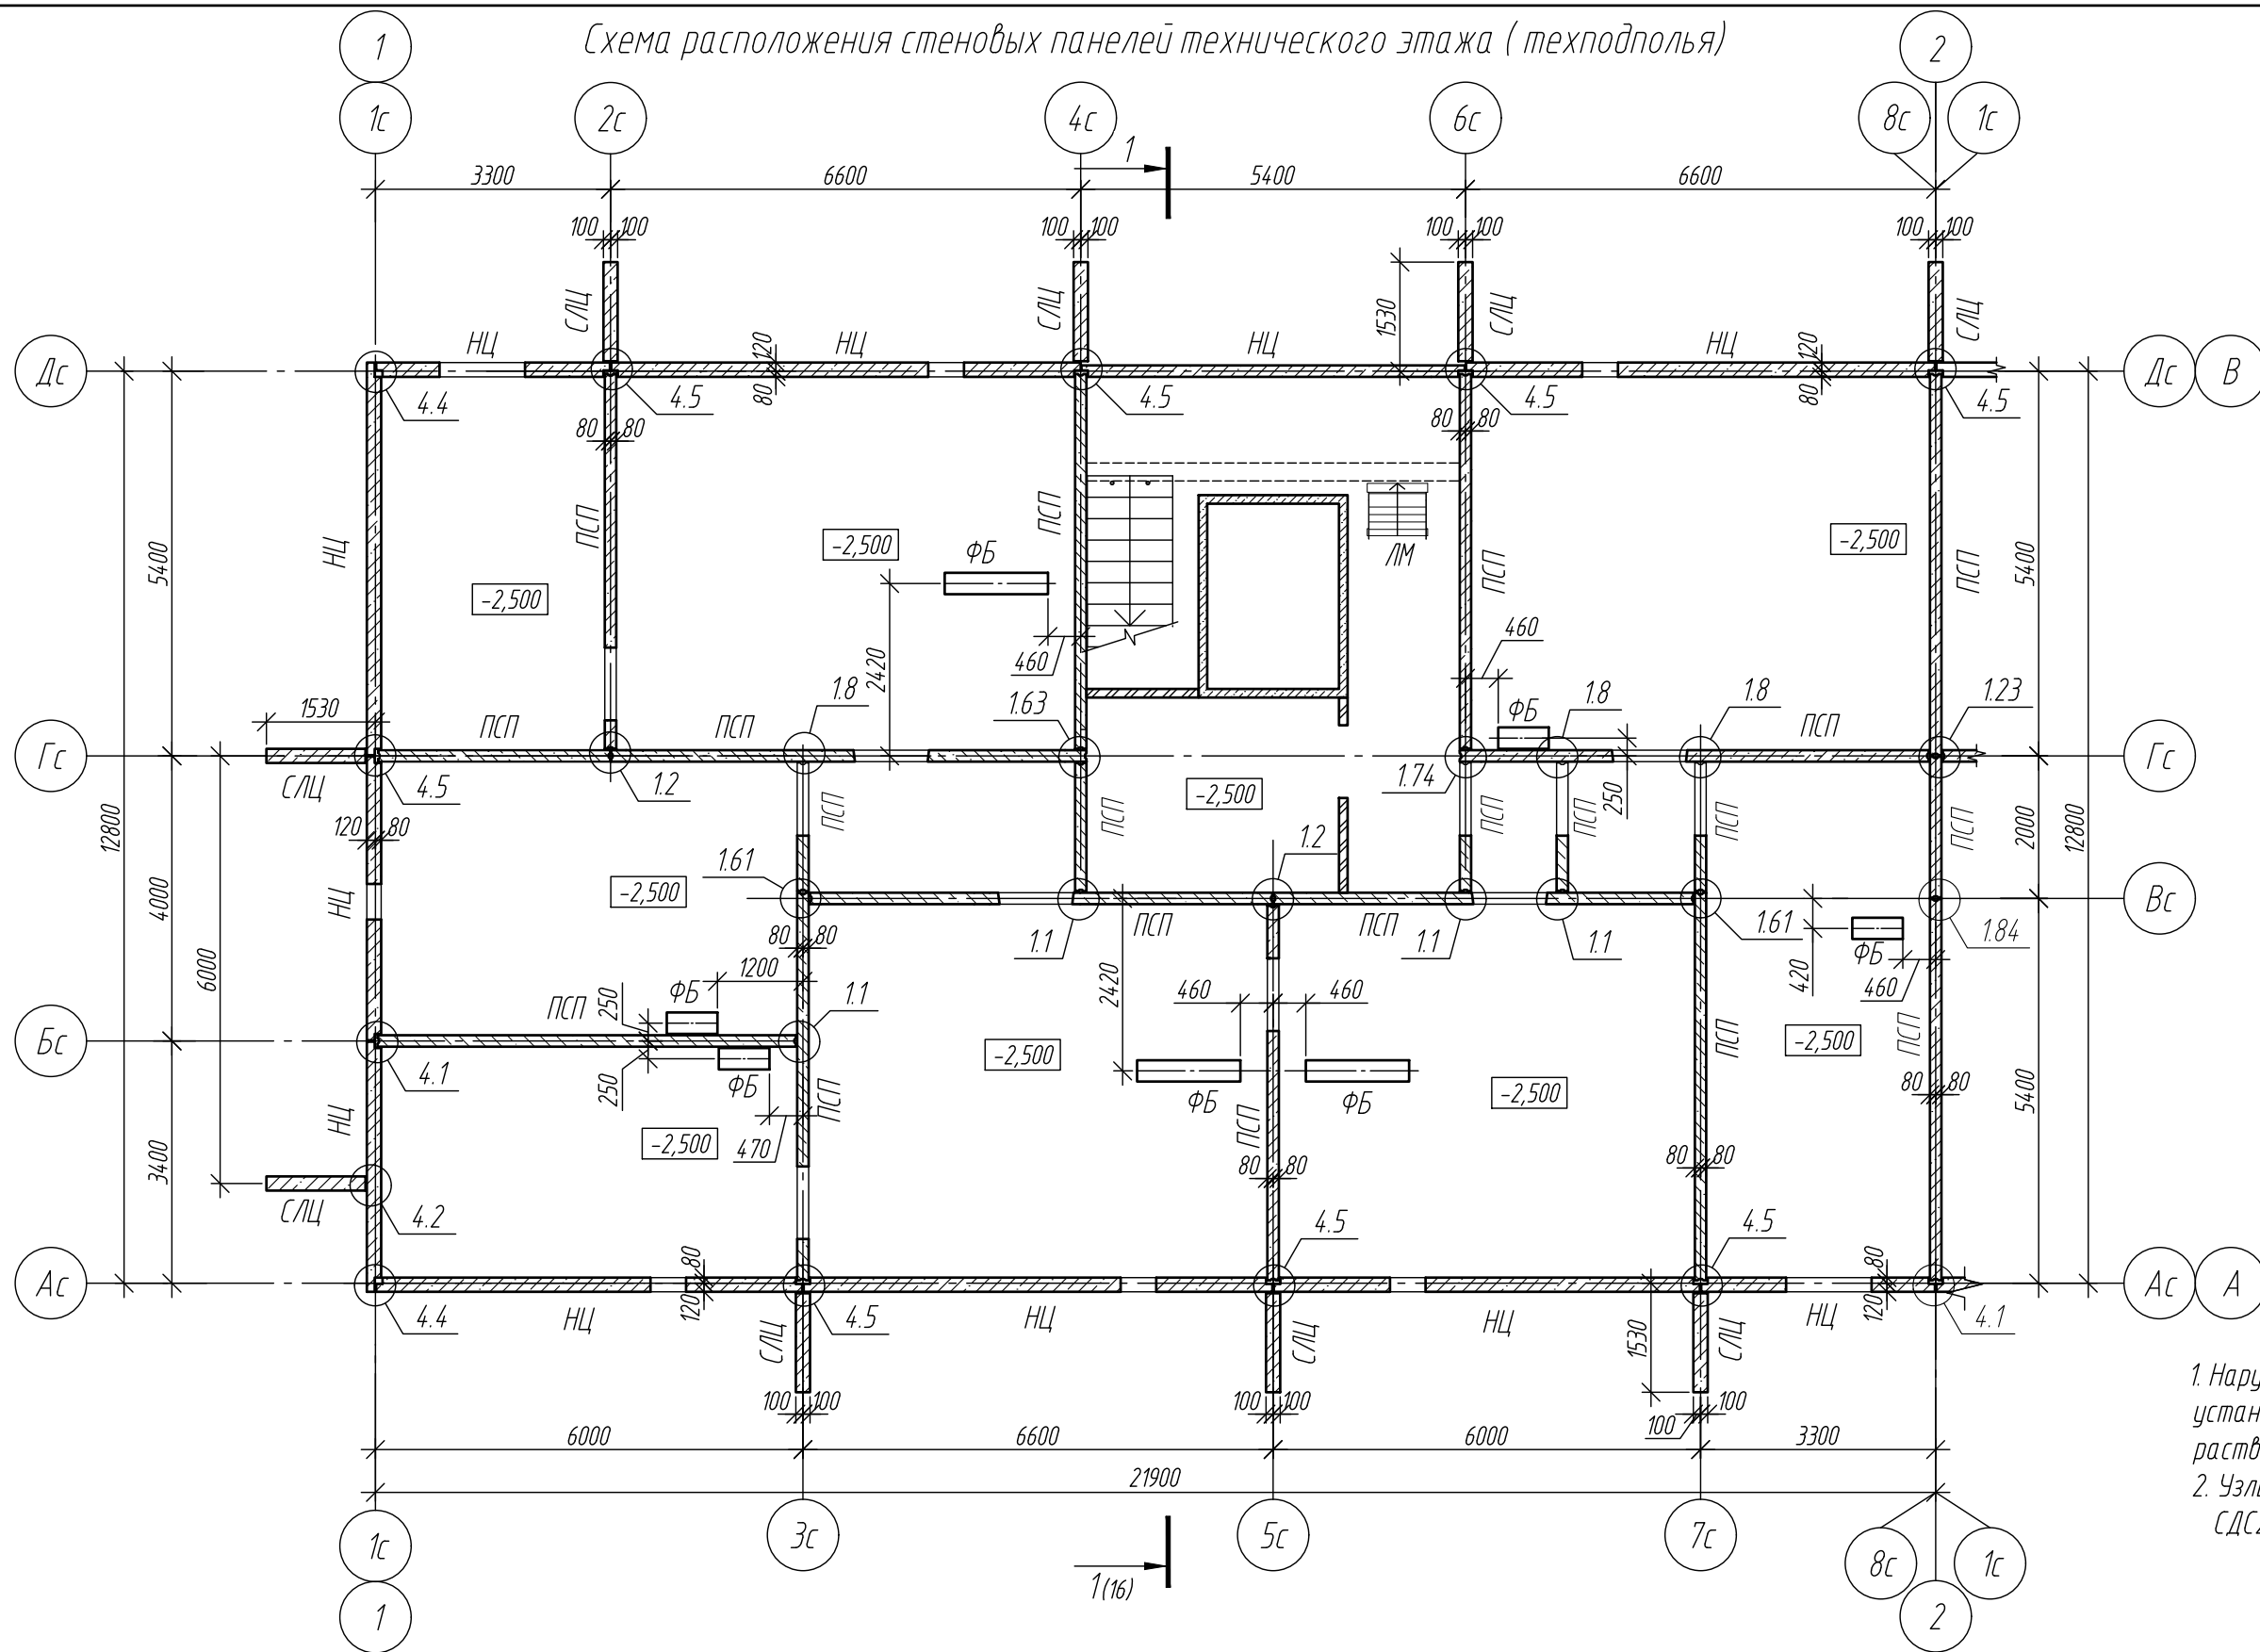 Схема расположения стеновых панелей технического этажа ( техподполья)
1 2
1с 2с 4с 6с 8с 1с
1
3300 6600 5400 6600
100 100 100 100 100 100 100 100
СЛЦ СЛЦ 1530 СЛЦ СЛЦ
НЦ 120 НЦ НЦ НЦ 120
Дс Дс В
4.4 4.5 80 4.5 4.5 80 4.5
80 80 80 80
ПСП ПСП
-2,500 -2,500
НЦ 5400 ФБ ЛМ ПСП ПСП 5400
-2,500
460 460
2420
1.8 1.63 1.8 1.8 1.23
1530 ПСП ПСП ФБ ПСП
Гс Гс
СЛЦ 4.5 1.2 1.74
-2,500 250
12800 120 80 ПСП ПСП ПСП ПСП ПСП ПСП 2000 12800
1.2
1.61
4000 НЦ -2,500
Вс
ПСП ПСП
1.1 1.1 1.1 1.61 1.84
80 80
6000 1200 2420 460 460 420 ФБ 460
ПСП 250 ФБ 1.1
Бс ПСП ПСП
-2,500 -2,500
4.1 250 ФБ ПСП ФБ ФБ -2,500 80 80 5400
НЦ -2,500 470 ПСП
3400 80 80 80 80
СЛЦ 4.2 4.5 4.5
80 80
Ас Ас А
4.4 НЦ 120 4.5 НЦ НЦ НЦ 120 4.1
СЛЦ СЛЦ 1530 СЛЦ
100 100 100 100 100 100
6000 6600 6000 3300
21900
1с 3с 5с 7с 8с 1с
1 1(16) 2
1. Нару
устан
раств
2. Узл
СДС